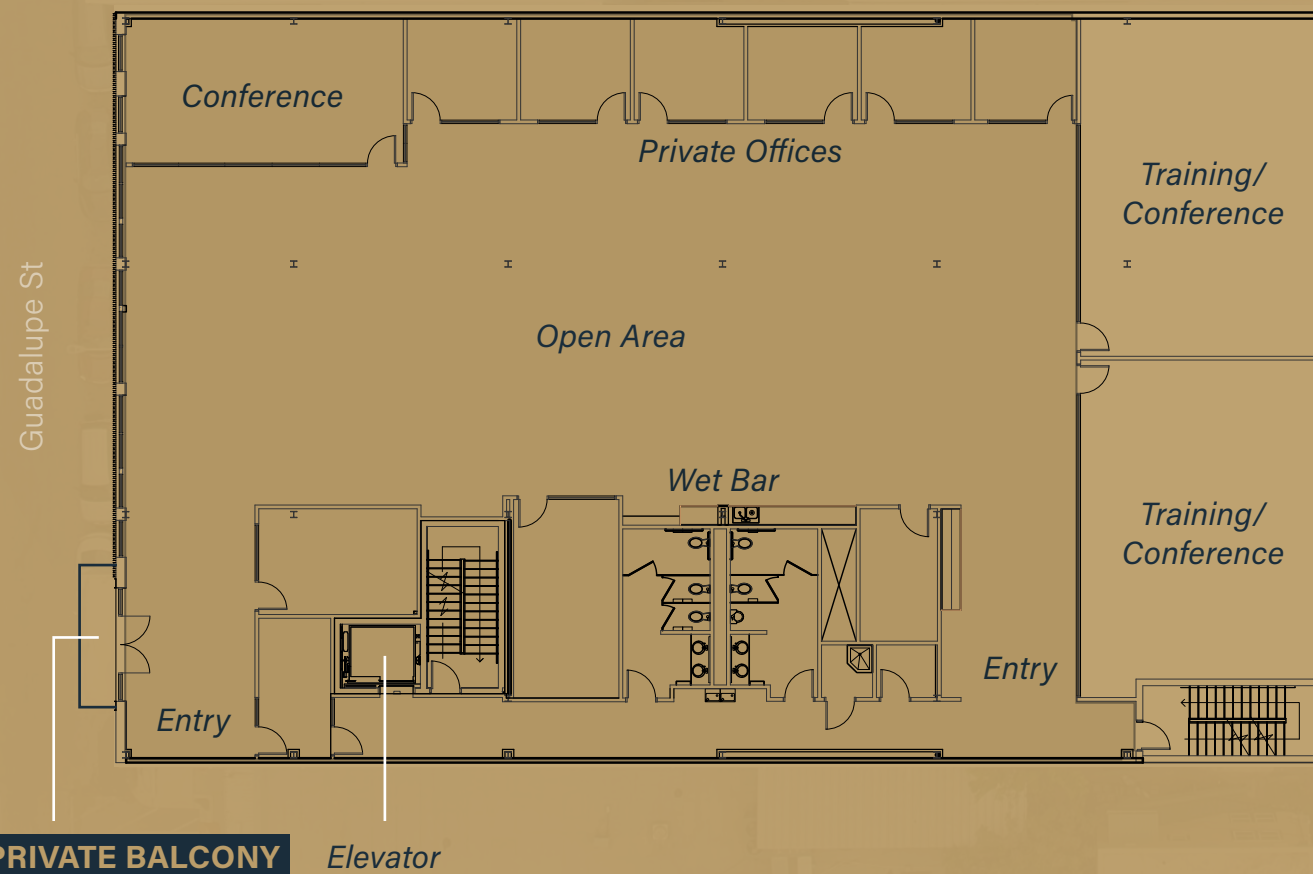 Conference
Private Offices
Training/
Conference
Guadalupe St
Open Area
Wet Bar
Training/
Conference
Entry
Entry
PRIVATE BALCONY
Elevator